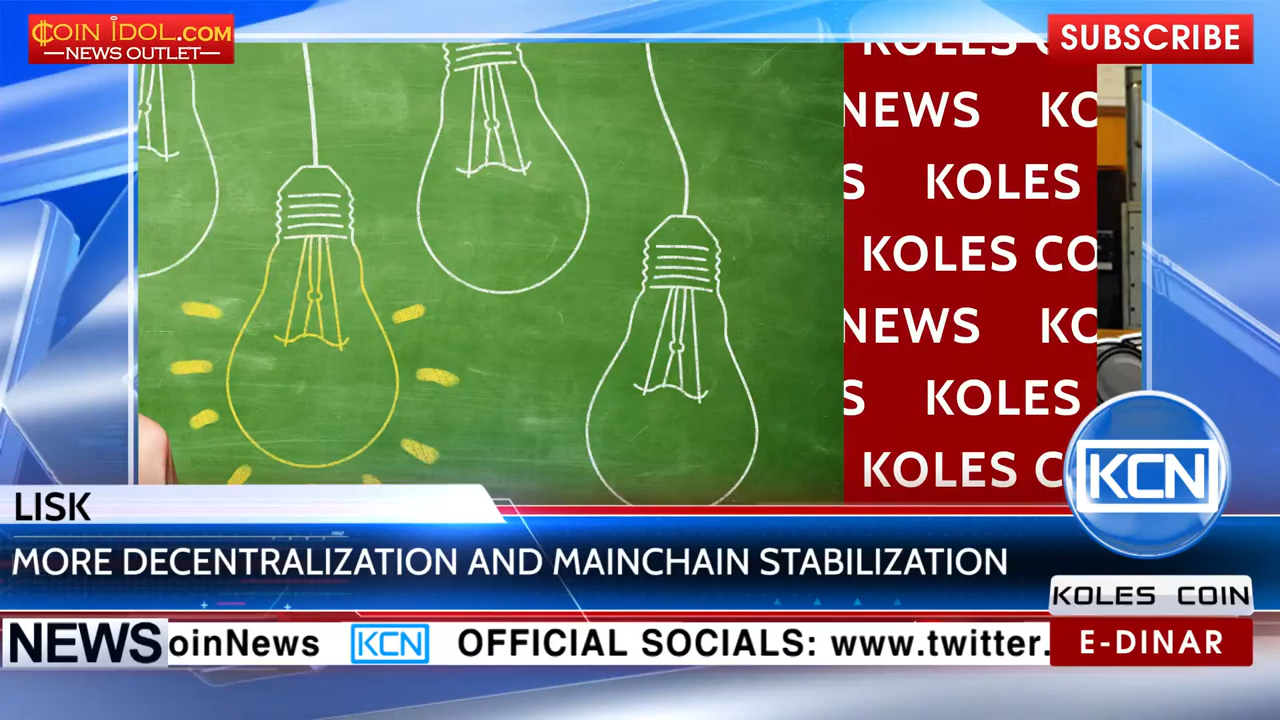 COIN IDOL.COM
NEWS OUTLET
SUBSCRIBE
KOLES C
NEWS KO
S KOLES
KOLES CO
NEWS KO
S KOLES
KOLES C
KCN
LISK
MORE DECENTRALIZATION AND MAINCHAIN STABILIZATION
KOLES COIN
NEWS oinNews KCN OFFICIAL SOCIALS: www.twitter.
E-DINAR